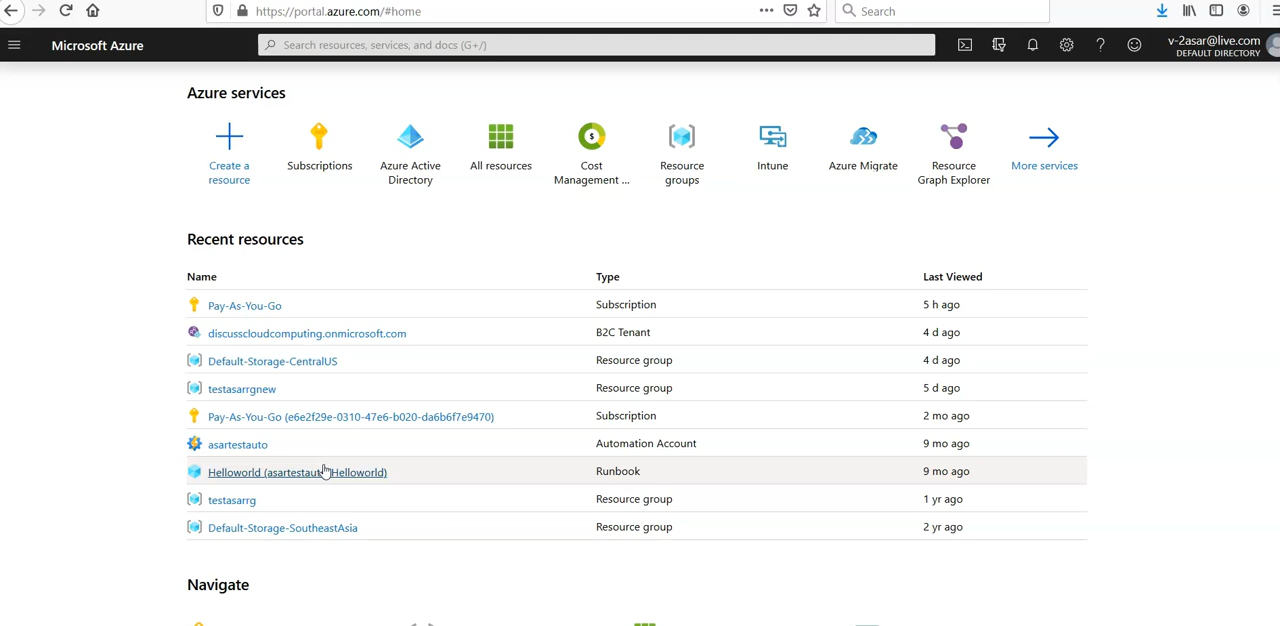 https://portal.azure.com/#home
Search
Microsoft Azure
Search resources, services, and docs (G+/)
v-2asar@live.com
DEFAULT DIRECTORY
Azure services
Create a resource
Subscriptions
Azure Active Directory
All resources
Cost Management ...
Resource groups
Intune
Azure Migrate
Resource Graph Explorer
More services
Recent resources
Name Type Last Viewed
Pay-As-You-Go Subscription 5 h ago
discusscloudcomputing.onmicrosoft.com B2C Tenant 4 d ago
Default-Storage-CentralUS Resource group 4 d ago
testasarrgnew Resource group 5 d ago
Pay-As-You-Go (e6e2f29e-0310-47e6-b020-da6b6f7e9470) Subscription 2 mo ago
asartestauto Automation Account 9 mo ago
Helloworld (asartestauto/Helloworld) Runbook 9 mo ago
testasarrg Resource group 1 yr ago
Default-Storage-SoutheastAsia Resource group 2 yr ago
Navigate